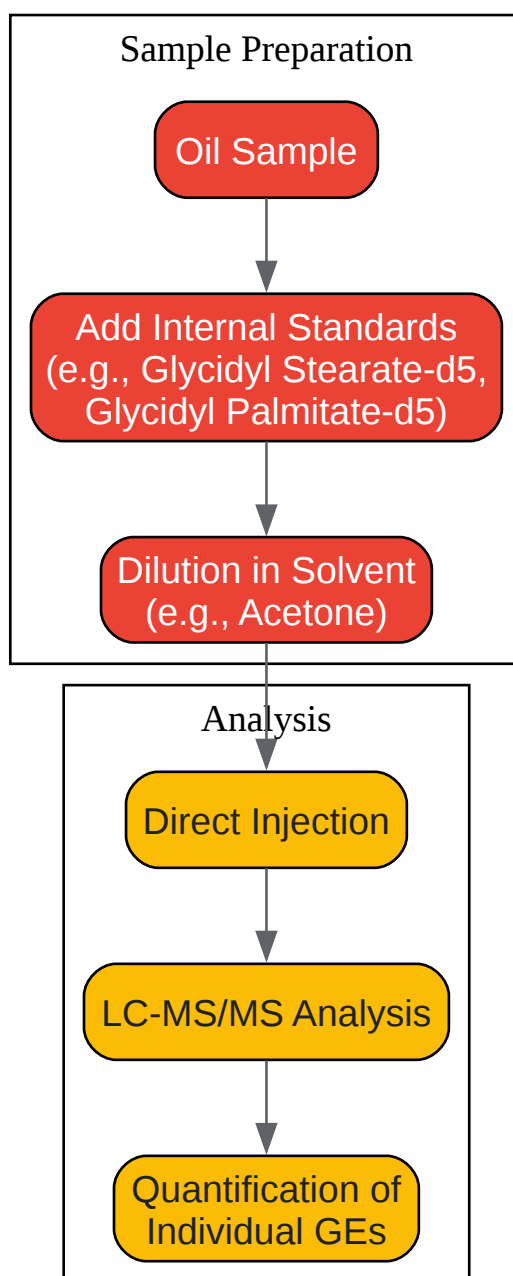 Sample Preparation
Oil Sample
Add Internal Standards
(e.g., Glycidyl Stearate-d5,
Glycidyl Palmitate-d5)
Dilution in Solvent
(e.g., Acetone)
Analysis
Direct Injection
LC-MS/MS Analysis
Quantification of
Individual GEs